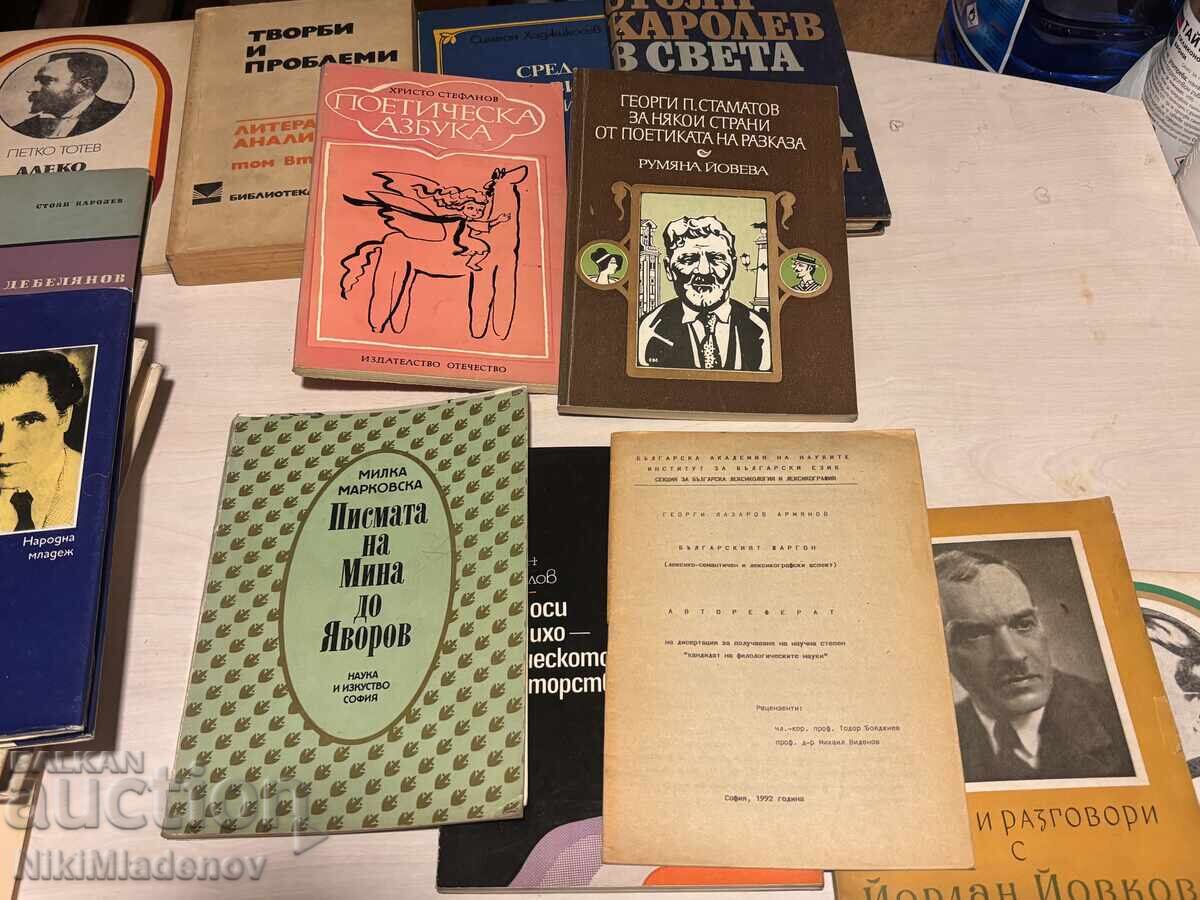 ПЕТКО ТОТЕВ
АЛЕКО
ТВОРБИ
И
ПРОБЛЕМИ
ЛИТЕРА
АНАЛИ
ТОМ ВТ
БИБЛИОТЕКА
Симеон Хаджикосев
СРЕД
СТОЯН
КАРОЛЕВ
В СВЕТА
ХРИСТО СТЕФАНОВ
ПОЕТИЧЕСКА
АЗБУКА
ИЗДАТЕЛСТВО ОТЕЧЕСТВО
ГЕОРГИ П. СТАМАТОВ
ЗА НЯКОИ СТРАНИ
ОТ ПОЕТИКАТА НА РАЗКАЗА
РУМЯНА ЙОВЕВА
СТОЯН КАРОЛЕВ
ДЕБЕЛЯНОВ
Народна
младеж
МИЛКА
МАРКОВСКА
Писмата
на
Мина
до
Яворов
НАУКА
И ИЗКУСТВО
СОФИЯ
ЛОВ
ОСИ
ИХО –
ЧЕСКОТО
ТОРСТВ
БЪЛГАРСКА АКАДЕМИЯ НА НАУКИТЕ
ИНСТИТУТ ЗА БЪЛГАРСКИ ЕЗИК
СЕКЦИЯ ЗА БЪЛГАРСКА ЛЕКСИКОЛОГИЯ И ЛЕКСИКОГРАФИЯ
ГЕОРГИ ЛАЗАРОВ АРМЯНОВ
БЪЛГАРСКИЯТ ЖАРГОН
(лексико-семантичен и лексикографски аспект)
АВТОРЕФЕРАТ
на дисертация за получаване на научна степен
"кандидат на филологическите науки"
Рецензенти:
чл.-кор. проф. Тодор Бояджиев
проф. д-р Михаил Виденов
София, 1992 година
И РАЗГОВОРИ
С
ЙОРДАН ЙОВКОВ
BALKAN
auction
NikiMladenov